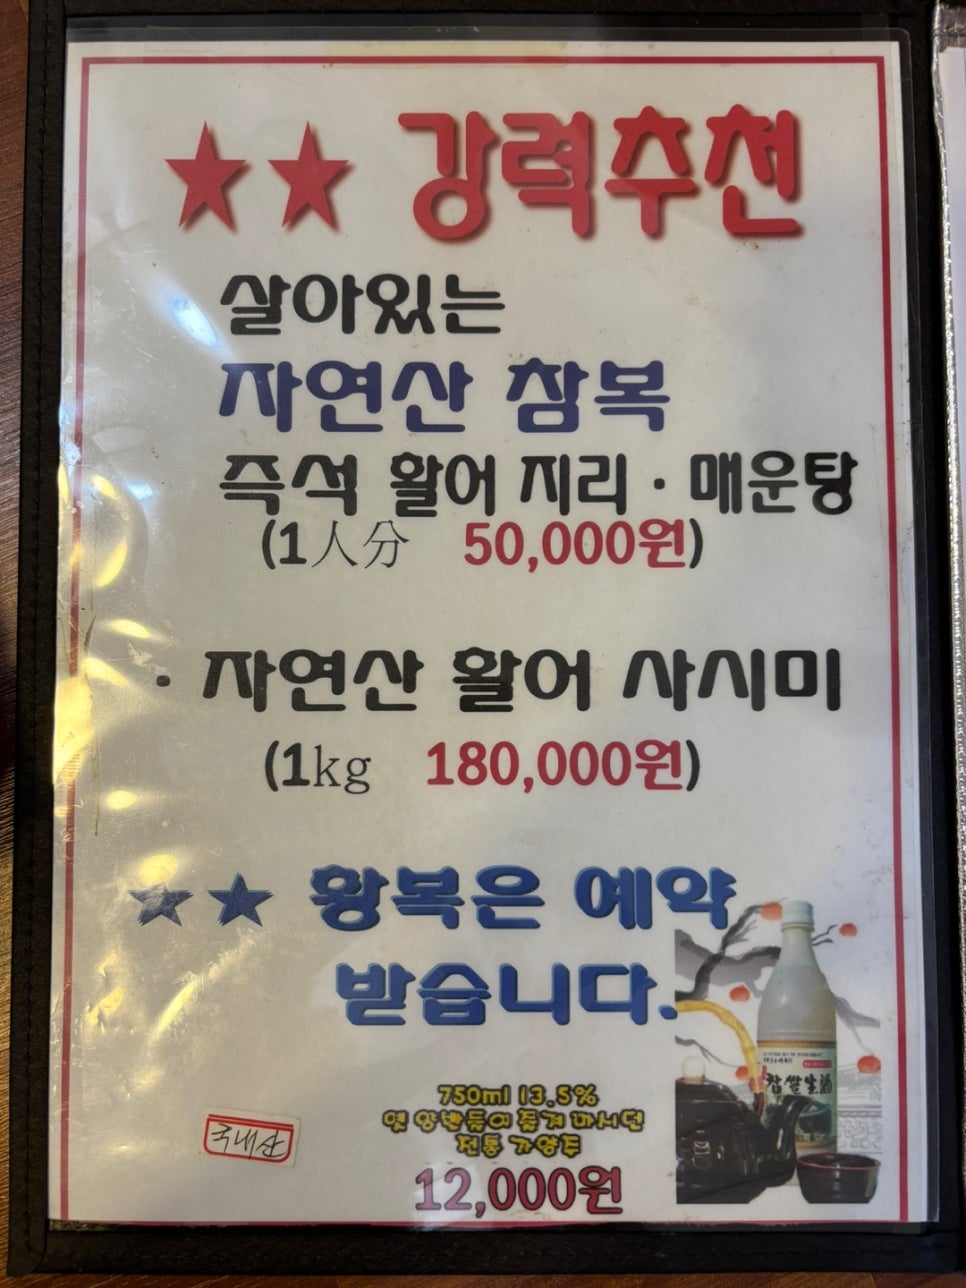 ★★ 강력추천
살아있는
자연산 참복
즉석 활어 지리 · 매운탕
(1人分 50,000원)
· 자연산 활어 사시미
(1kg 180,000원)
★★ 황복은 예약
받습니다.
찹쌀生酒
750ml 13.5%
옛 양반들이 즐겨 마시던
전통 가양주
국내산
12,000원